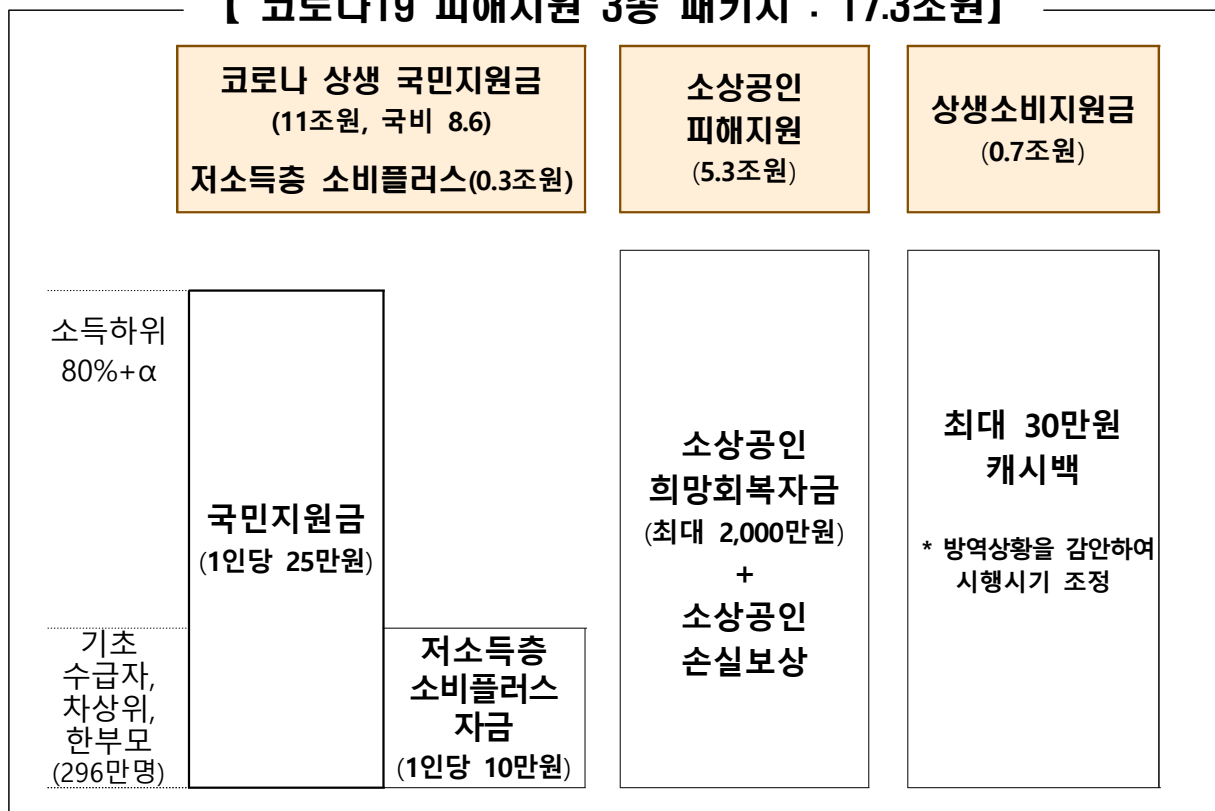 【 코로나19 피해지원 3종 패키지 : 17.3조원】
코로나 상생 국민지원금
(11조원, 국비 8.6)
저소득층 소비플러스(0.3조원)
소상공인
피해지원
(5.3조원)
상생소비지원금
(0.7조원)
소득하위
80%+α
국민지원금
(1인당 25만원)
기초
수급자,
차상위,
한부모
(296만명)
저소득층
소비플러스
자금
(1인당 10만원)
소상공인
희망회복자금
(최대 2,000만원)
+
소상공인
손실보상
최대 30만원
캐시백
* 방역상황을 감안하여
시행시기 조정